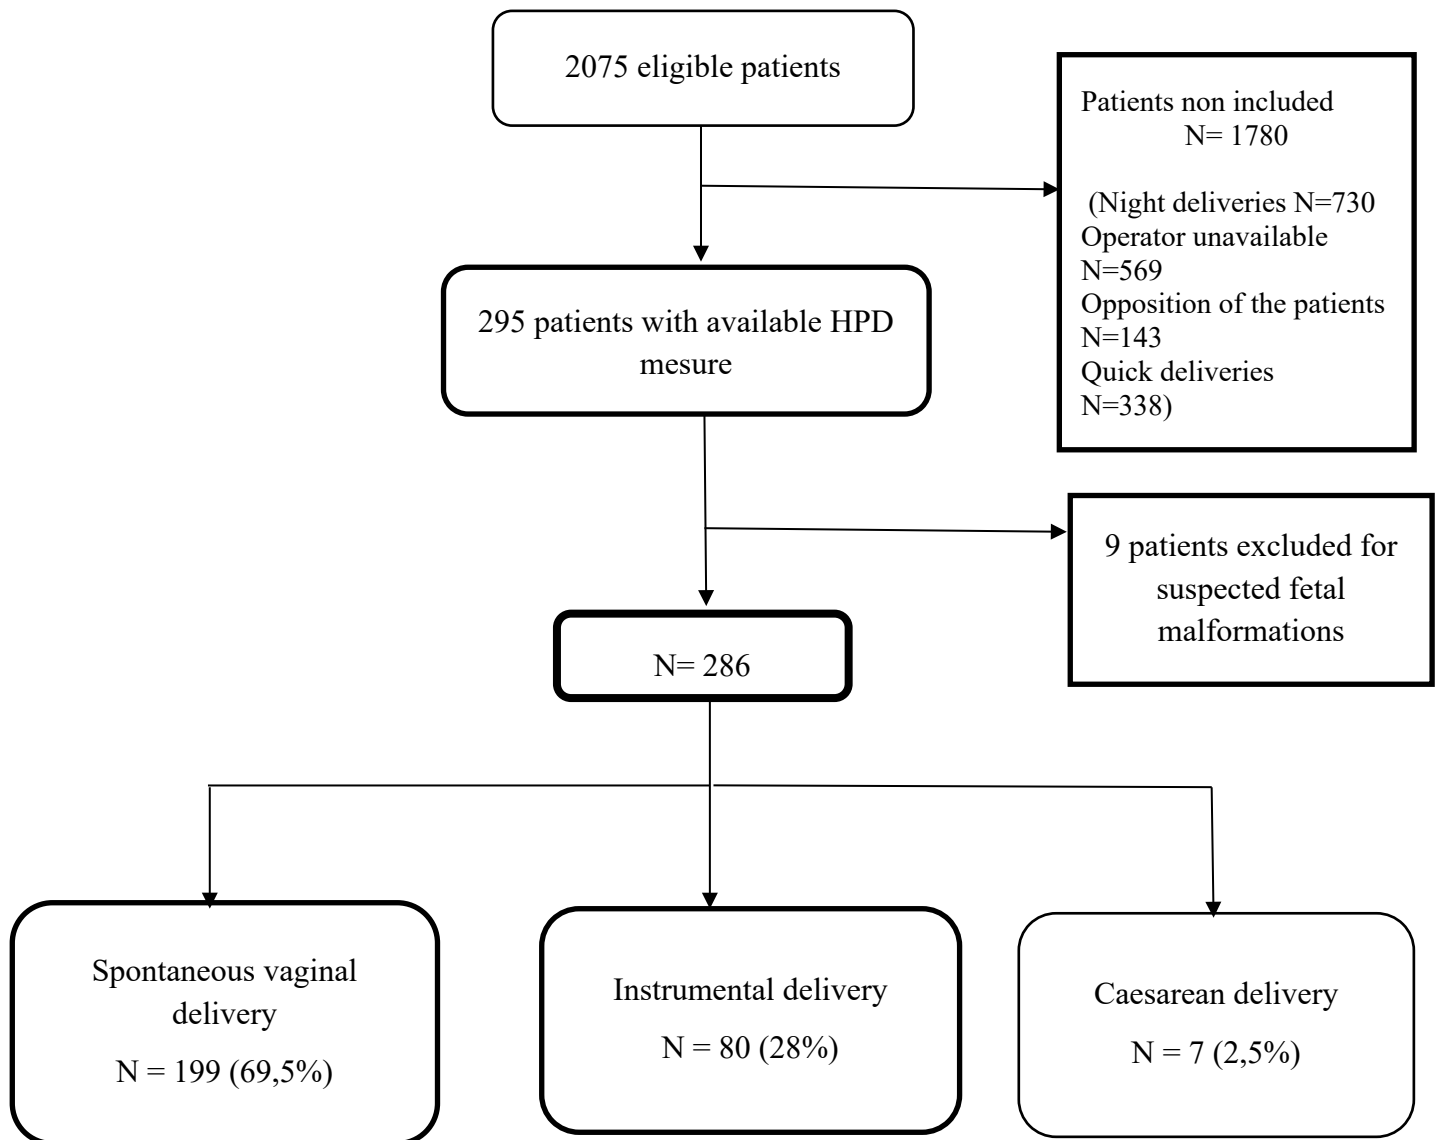 2075 eligible patients
Patients non included
N= 1780
(Night deliveries N=730
Operator unavailable
N=569
Opposition of the patients
N=143
Quick deliveries
N=338)
295 patients with available HPD
mesure
9 patients excluded for
suspected fetal
malformations
N= 286
Spontaneous vaginal
delivery
N = 199 (69,5%)
Instrumental delivery
N = 80 (28%)
Caesarean delivery
N = 7 (2,5%)